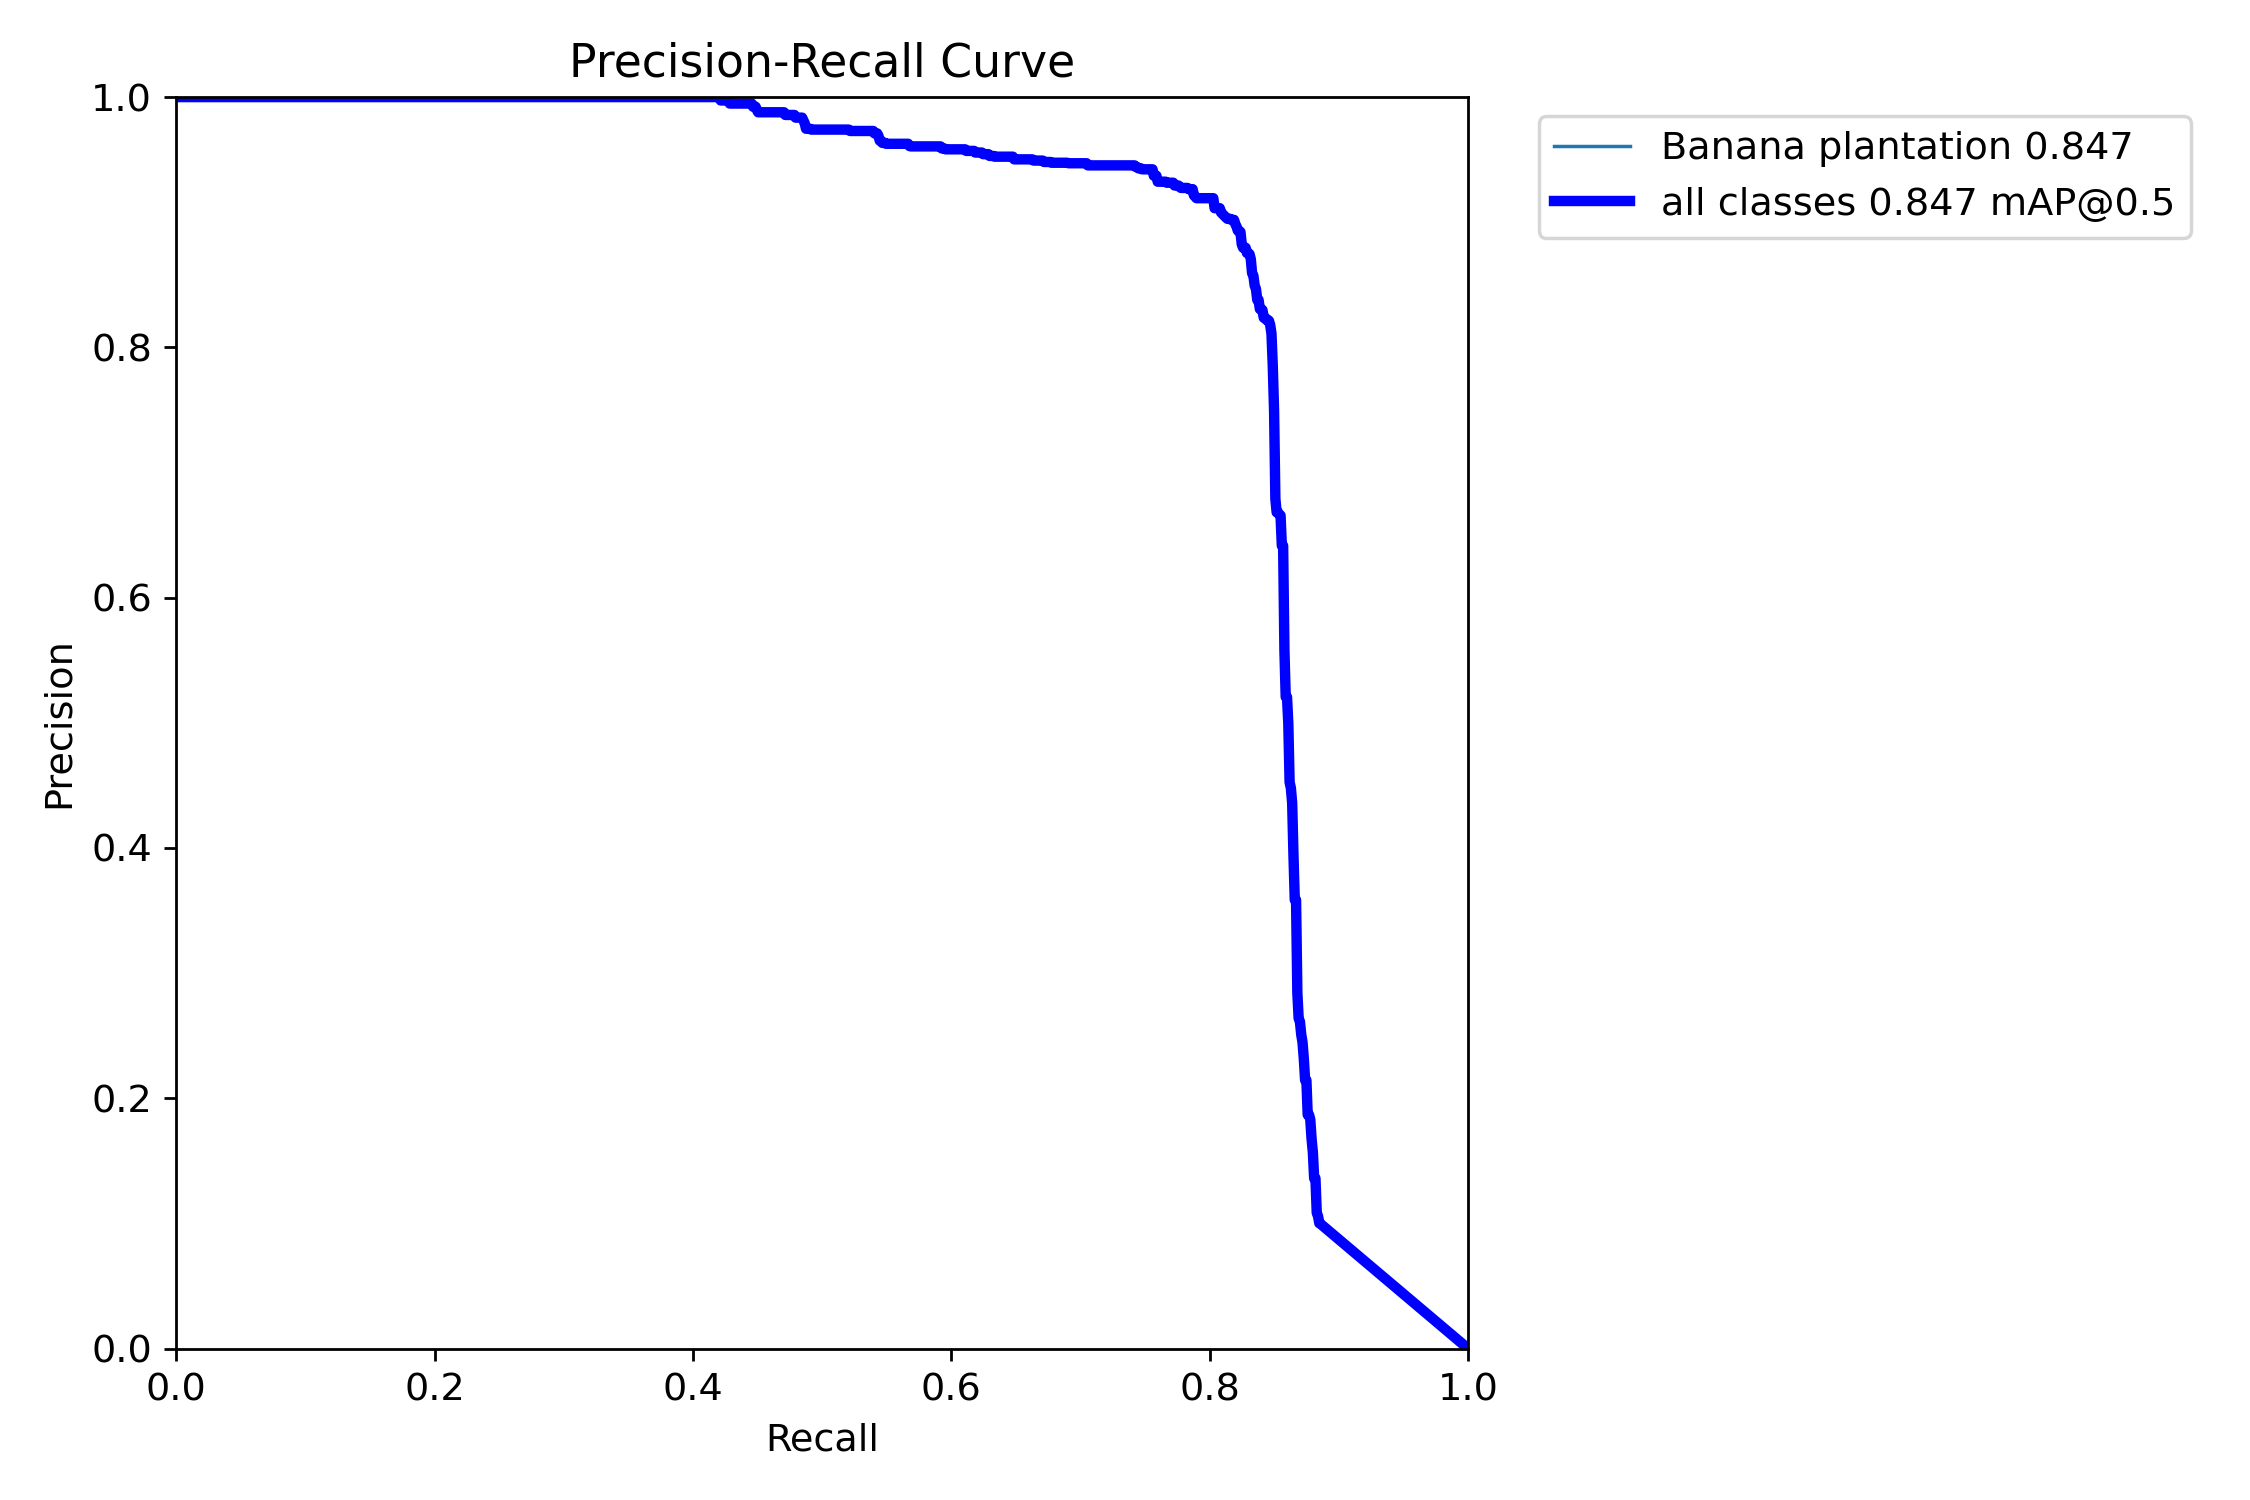 Precision-Recall Curve
1.0
0.8
0.6
0.4
0.2
0.0
Precision
0.0 0.2 0.4 0.6 0.8 1.0
Recall
Banana plantation 0.847
all classes 0.847 mAP@0.5